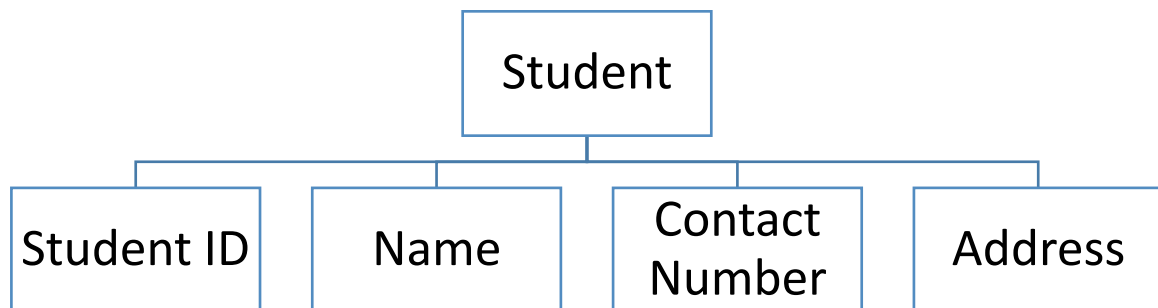 Student
Student ID
Name
Contact
Number
Address